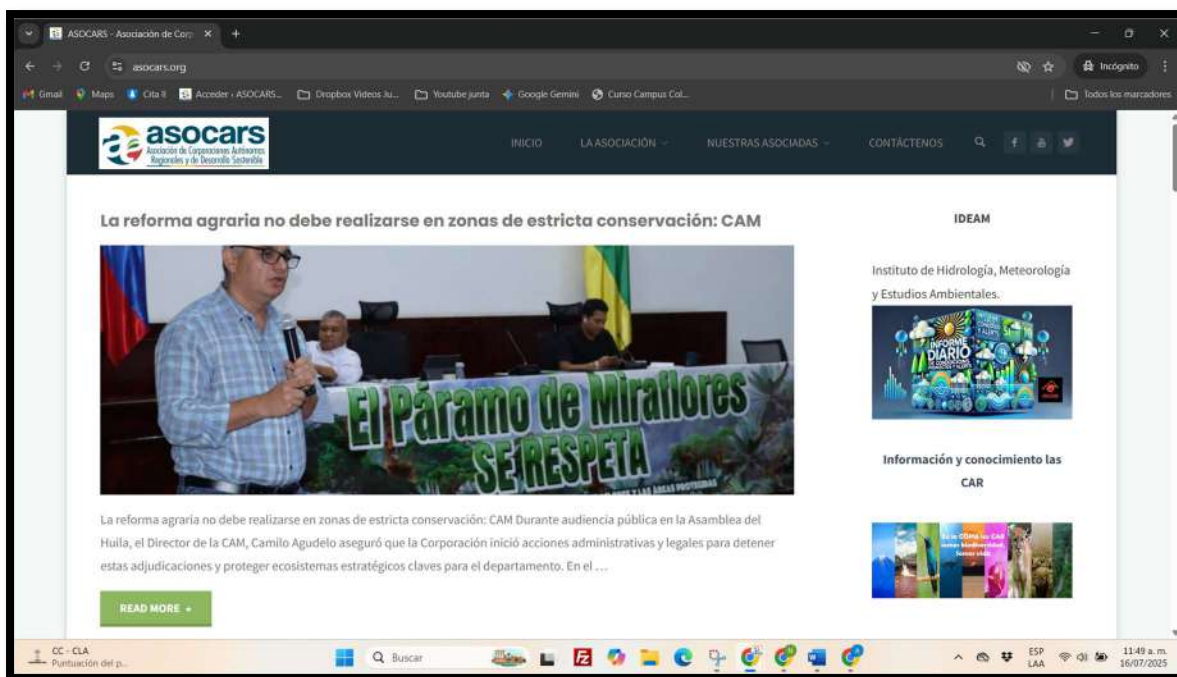 ASOCARS - Asociación de Corp
asocars.org
Incógnito
Gmail
Maps
Cita II
Acceder ‹ ASOCARS...
Dropbox Videos Ju...
Youtube junta
Google Gemini
Curso Campus Col...
Todos los marcadores
asocars
Asociación de Corporaciones Autónomas
Regionales y de Desarrollo Sostenible
INICIO
LA ASOCIACIÓN
NUESTRAS ASOCIADAS
CONTÁCTENOS
La reforma agraria no debe realizarse en zonas de estricta conservación: CAM
El Páramo de Miraflores
SE RESPETA
La reforma agraria no debe realizarse en zonas de estricta conservación: CAM Durante audiencia pública en la Asamblea del
Huila, el Director de la CAM, Camilo Agudelo aseguró que la Corporación inició acciones administrativas y legales para detener
estas adjudicaciones y proteger ecosistemas estratégicos claves para el departamento. En el …
READ MORE +
IDEAM
Instituto de Hidrología, Meteorología
y Estudios Ambientales.
INFORME
DIARIO
Información y conocimiento las
CAR
somos biodiversidad,
Somos vida
CC - CLA
Puntuación del p...
Buscar
ESP
LAA
11:49 a. m.
16/07/2025